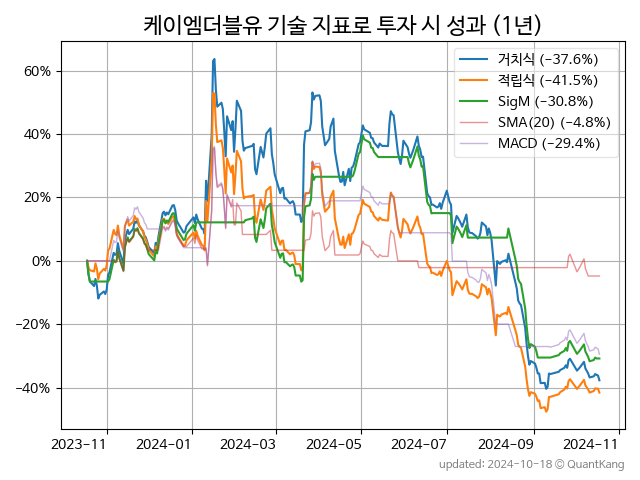 케이엠더블유 기술 지표로 투자 시 성과 (1년)
거치식 (-37.6%)
적립식 (-41.5%)
SigM (-30.8%)
SMA(20) (-4.8%)
MACD (-29.4%)
60%
40%
20%
0%
-20%
-40%
2023-11 2024-01 2024-03 2024-05 2024-07 2024-09 2024-11
updated: 2024-10-18 © QuantKang